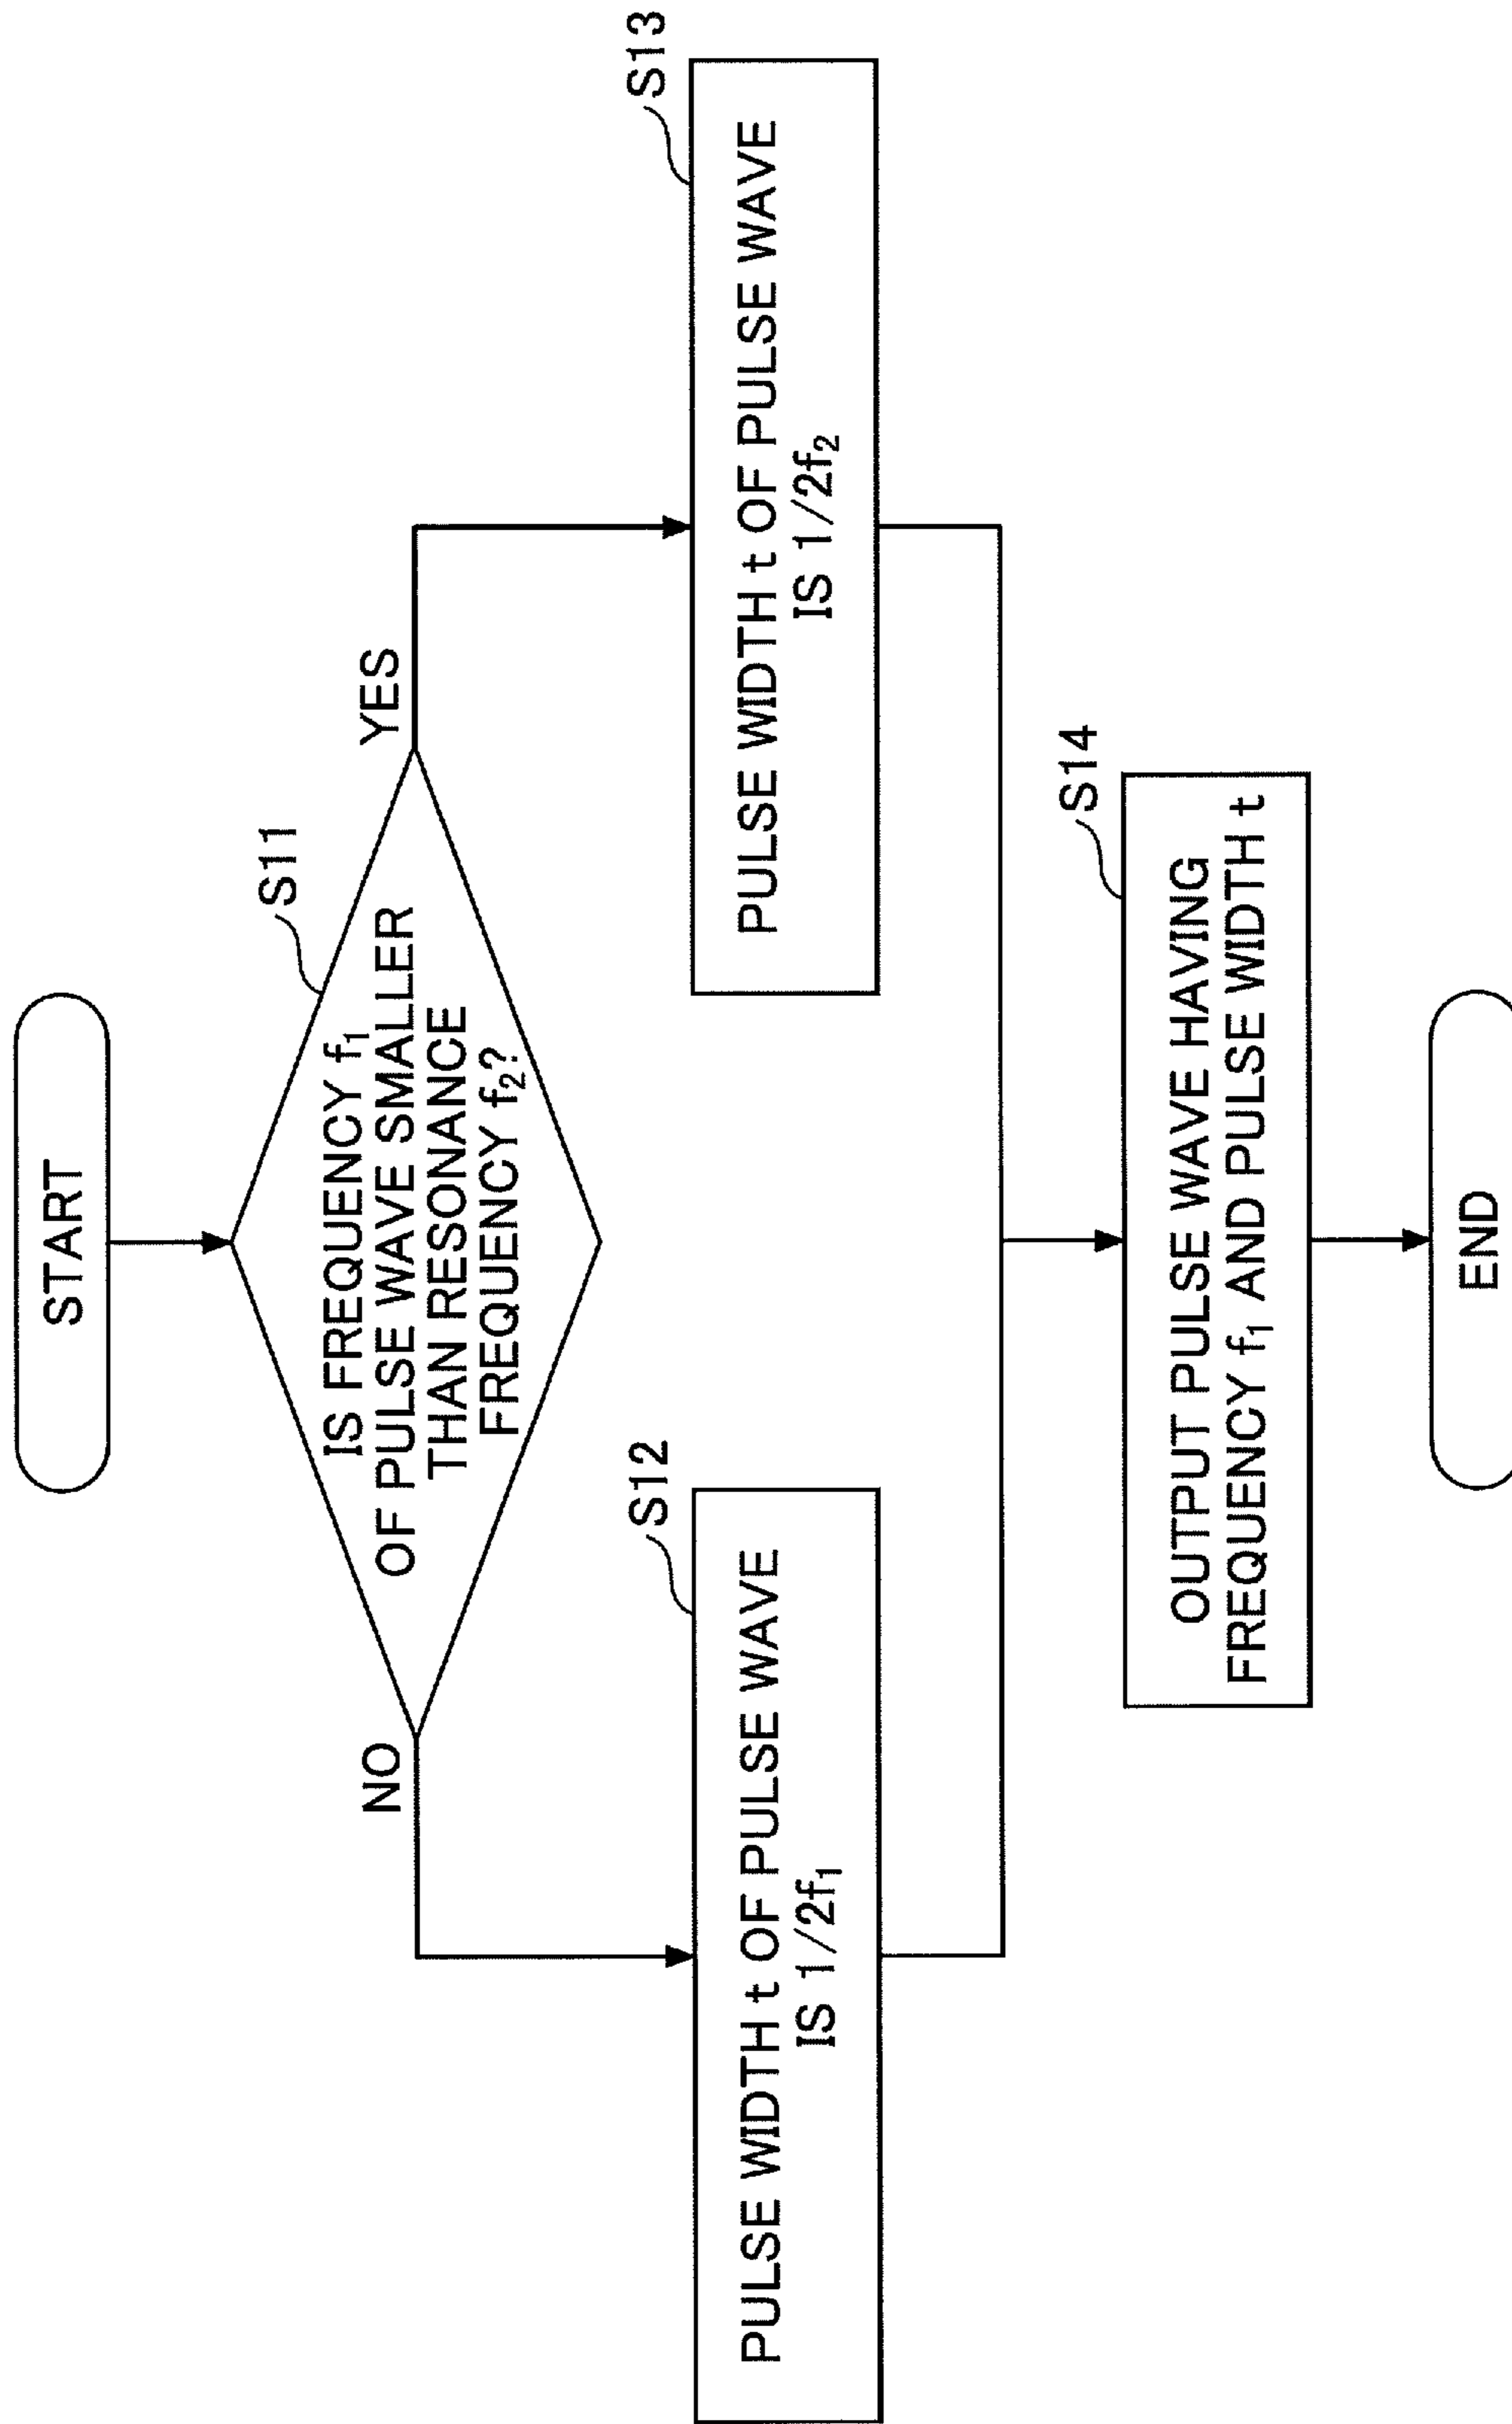 START
S11
IS FREQUENCY f₁
OF PULSE WAVE SMALLER
THAN RESONANCE
FREQUENCY f₂?
NO
YES
S12
PULSE WIDTH t OF PULSE WAVE
IS 1/2f₁
S13
PULSE WIDTH t OF PULSE WAVE
IS 1/2f₂
S14
OUTPUT PULSE WAVE HAVING
FREQUENCY f₁ AND PULSE WIDTH t
END